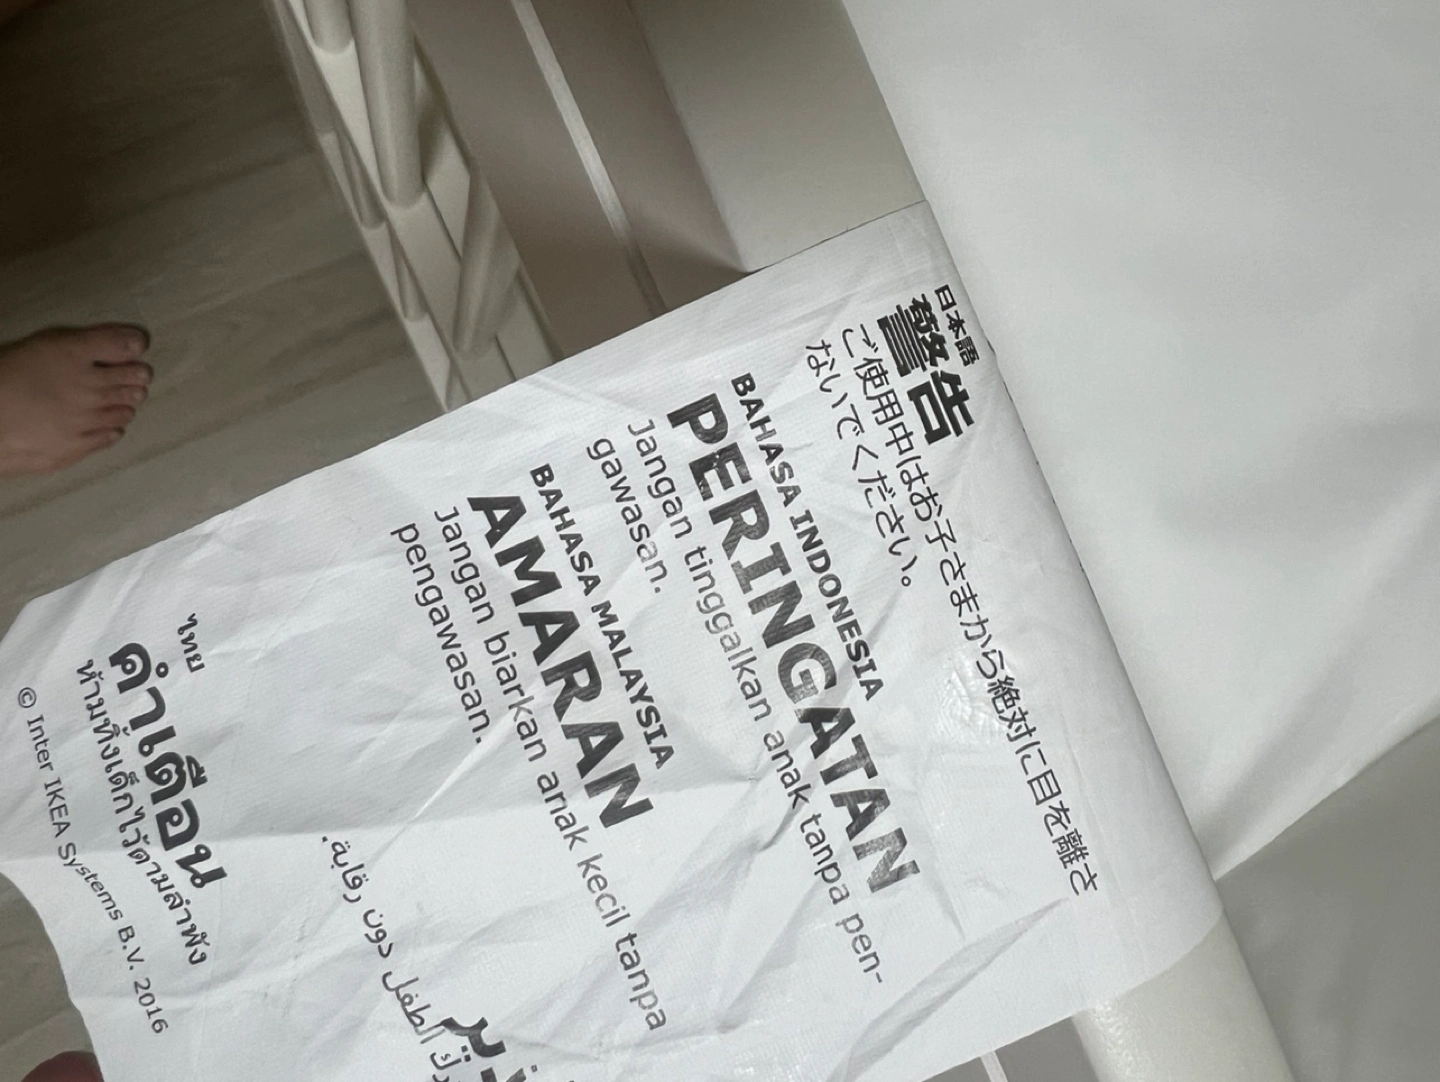 日本語
警告
ご使用中はお子さまから絶対に目を離さ
ないでください。
BAHASA INDONESIA
PERINGATAN
Jangan tinggalkan anak tanpa pen-
gawasan.
BAHASA MALAYSIA
AMARAN
Jangan biarkan anak kecil tanpa
pengawasan.
الطفل دون رقابة.
ไทย
คำเตือน
ห้ามทิ้งเด็กไว้ตามลำพัง
© Inter IKEA Systems B.V. 2016